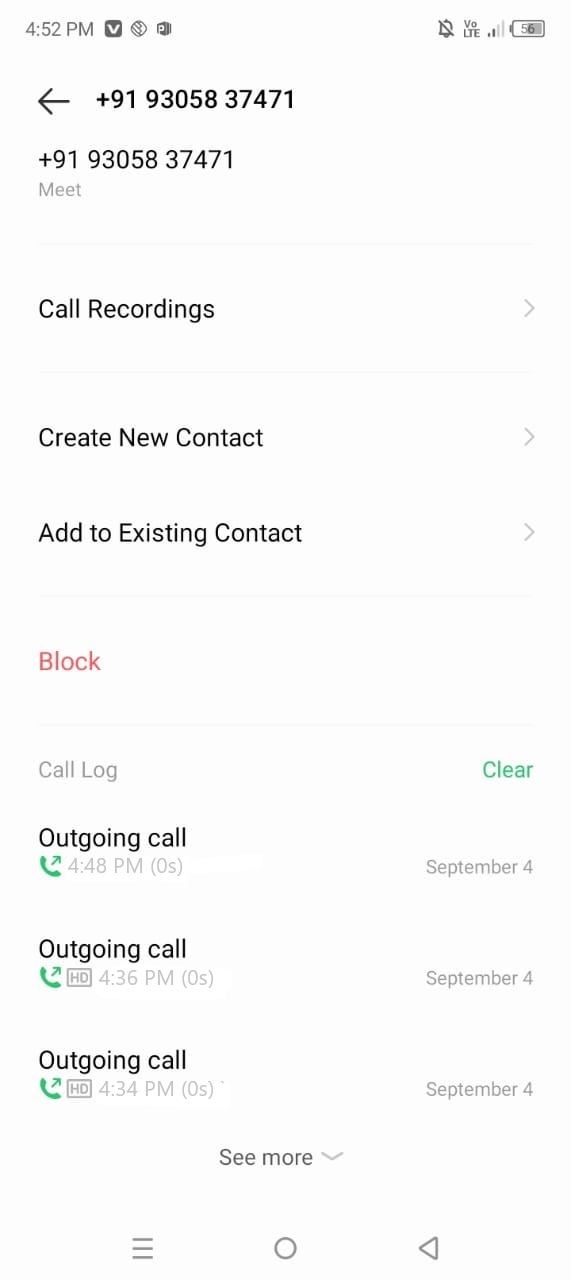 4:52 PM Vo LTE 56
+91 93058 37471
+91 93058 37471
Meet
Call Recordings
Create New Contact
Add to Existing Contact
Block
Call Log Clear
Outgoing call
4:48 PM (0s) September 4
Outgoing call
HD 4:36 PM (0s) September 4
Outgoing call
HD 4:34 PM (0s) September 4
See more